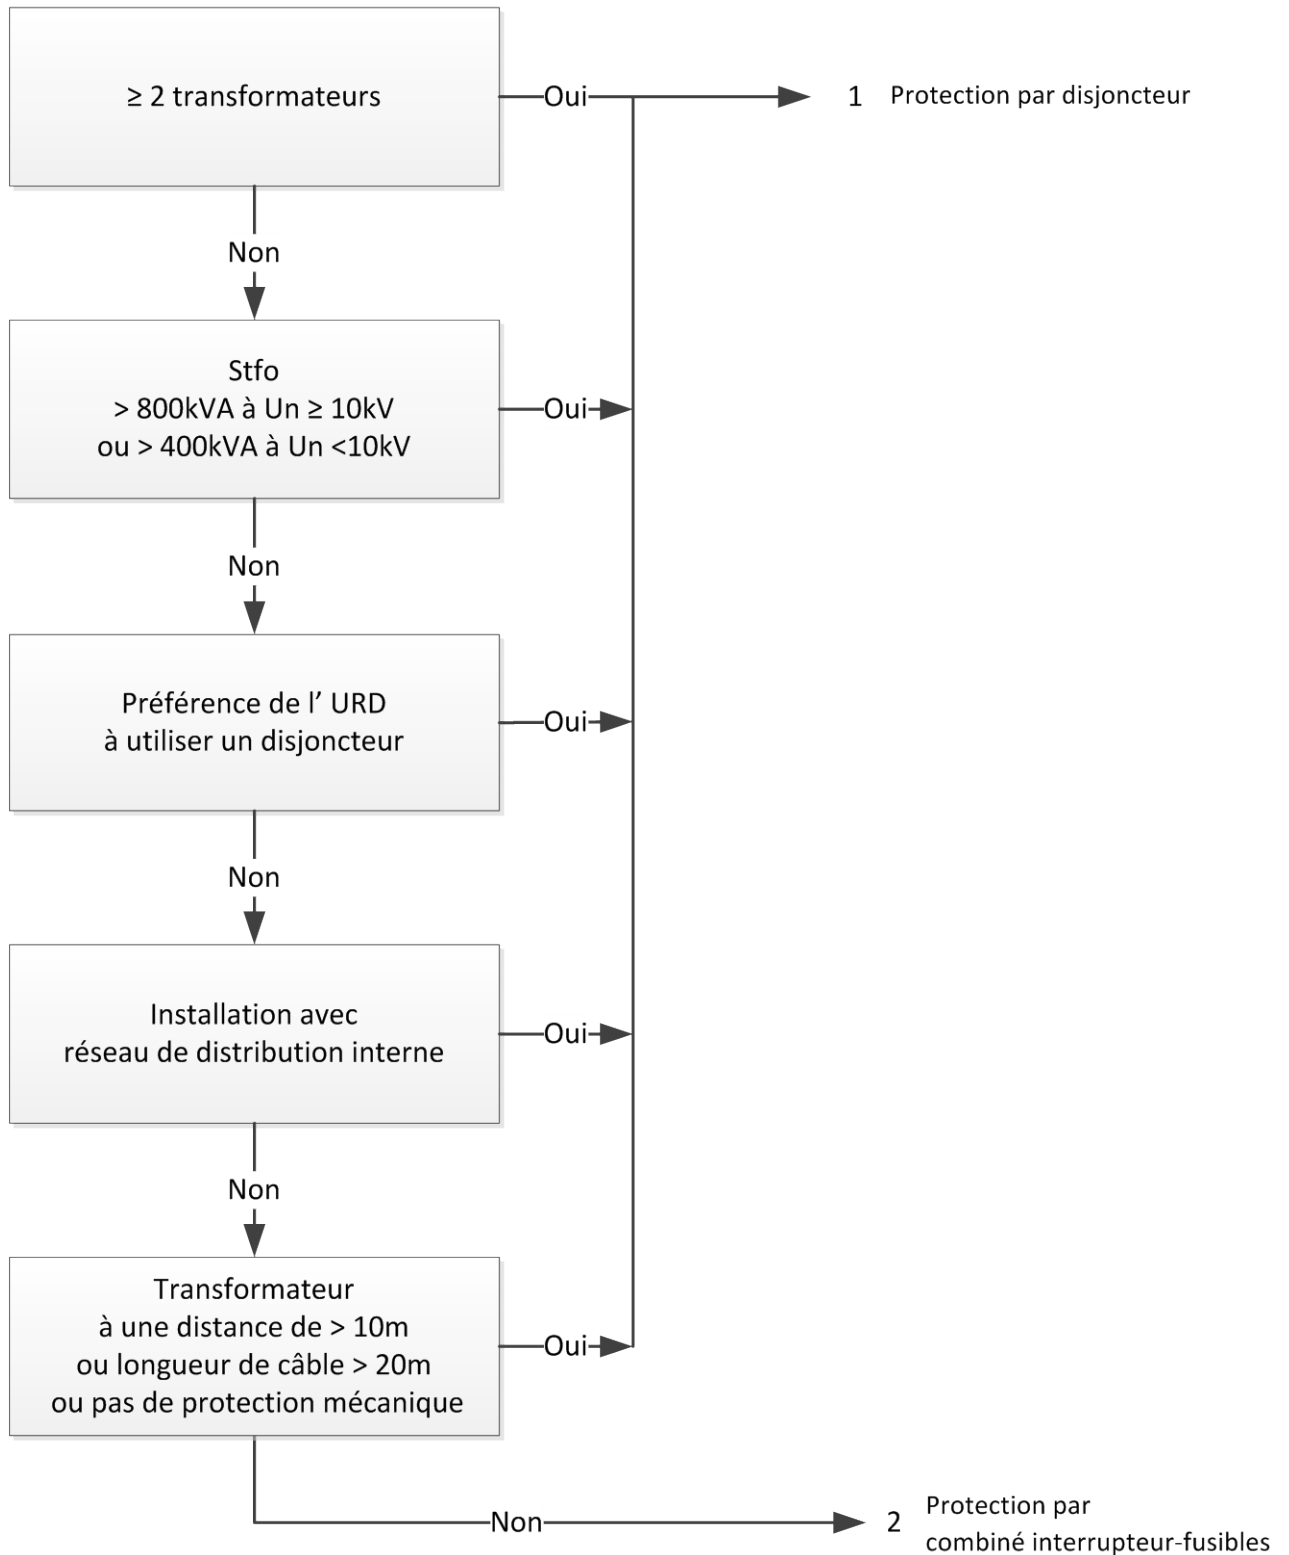 ≥ 2 transformateurs
Oui
1 Protection par disjoncteur
Non
Stfo
> 800kVA à Un ≥ 10kV
ou > 400kVA à Un <10kV
Oui
Non
Préférence de l’ URD
à utiliser un disjoncteur
Oui
Non
Installation avec
réseau de distribution interne
Oui
Non
Transformateur
à une distance de > 10m
ou longueur de câble > 20m
ou pas de protection mécanique
Oui
Non
2 Protection par
combiné interrupteur-fusibles